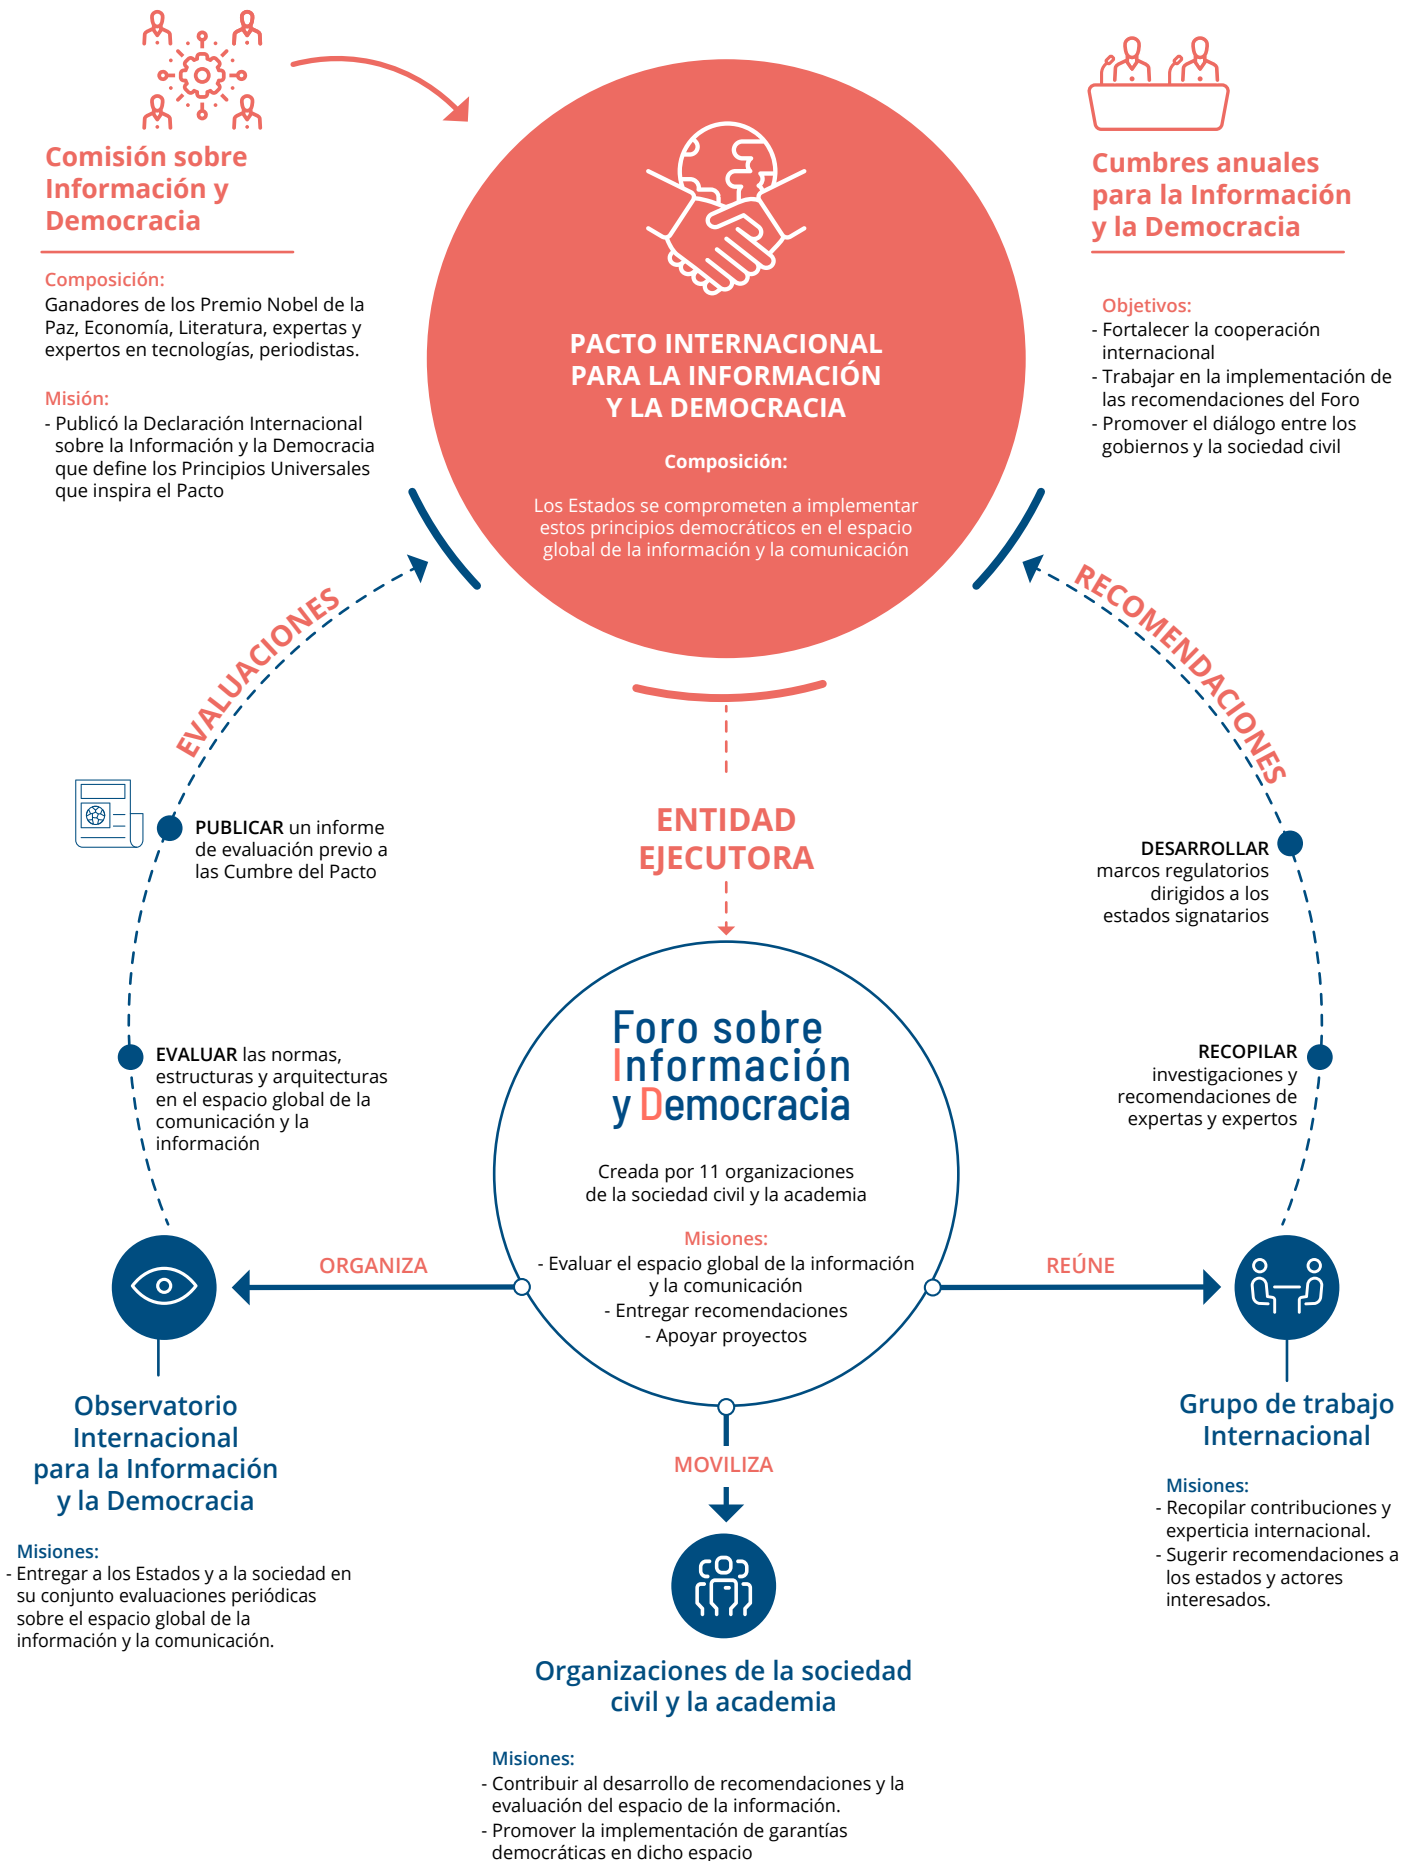 Comisión sobre
Información y
Democracia
Composición:
Ganadores de los Premio Nobel de la
Paz, Economía, Literatura, expertas y
expertos en tecnologías, periodistas.
Misión:
- Publicó la Declaración Internacional
sobre la Información y la Democracia
que define los Principios Universales
que inspira el Pacto
PACTO INTERNACIONAL
PARA LA INFORMACIÓN
Y LA DEMOCRACIA
Composición:
Los Estados se comprometen a implementar
estos principios democráticos en el espacio
global de la información y la comunicación
Cumbres anuales
para la Información
y la Democracia
Objetivos:
- Fortalecer la cooperación
internacional
- Trabajar en la implementación de
las recomendaciones del Foro
- Promover el diálogo entre los
gobiernos y la sociedad civil
EVALUACIONES
RECOMENDACIONES
PUBLICAR un informe
de evaluación previo a
las Cumbre del Pacto
ENTIDAD
EJECUTORA
DESARROLLAR
marcos regulatorios
dirigidos a los
estados signatarios
EVALUAR las normas,
estructuras y arquitecturas
en el espacio global de la
comunicación y la
información
Foro sobre
Información
y Democracia
Creada por 11 organizaciones
de la sociedad civil y la academia
Misiones:
- Evaluar el espacio global de la información
y la comunicación
- Entregar recomendaciones
- Apoyar proyectos
RECOPILAR
investigaciones y
recomendaciones de
expertas y expertos
ORGANIZA
REÚNE
MOVILIZA
Observatorio
Internacional
para la Información
y la Democracia
Misiones:
- Entregar a los Estados y a la sociedad en
su conjunto evaluaciones periódicas
sobre el espacio global de la
información y la comunicación.
Grupo de trabajo
Internacional
Misiones:
- Recopilar contribuciones y
experticia internacional.
- Sugerir recomendaciones a
los estados y actores
interesados.
Organizaciones de la sociedad
civil y la academia
Misiones:
- Contribuir al desarrollo de recomendaciones y la
evaluación del espacio de la información.
- Promover la implementación de garantías
democráticas en dicho espacio